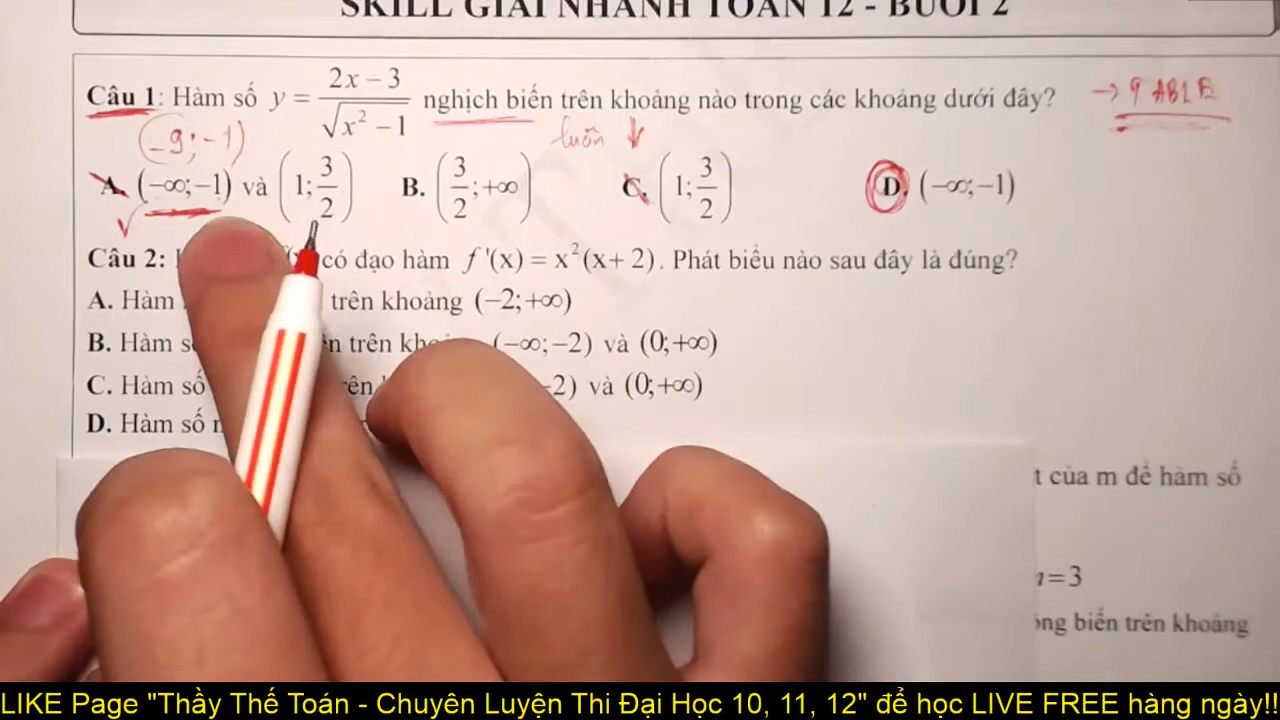 SKILL GIẢI NHANH TOÁN 12 - BUỔI 2
Câu 1: Hàm số y = \frac{2x-3}{\sqrt{x^2-1}} nghịch biến trên khoảng nào trong các khoảng dưới đây?
(-9;-1) luôn ↓
A. (-∞;-1) và (1; 3/2) B. (3/2; +∞) C. (1; 3/2) D. (-∞;-1)
Câu 2: có đạo hàm f'(x) = x²(x+2). Phát biểu nào sau đây là đúng?
A. Hàm trên khoảng (-2;+∞)
B. Hàm trên (-∞;-2) và (0;+∞)
C. Hàm số 2) và (0;+∞)
D. Hàm số
t của m để hàm số
=3
biến trên khoảng
LIKE Page "Thầy Thế Toán - Chuyên Luyện Thi Đại Học 10, 11, 12" để học LIVE FREE hàng ngày!!